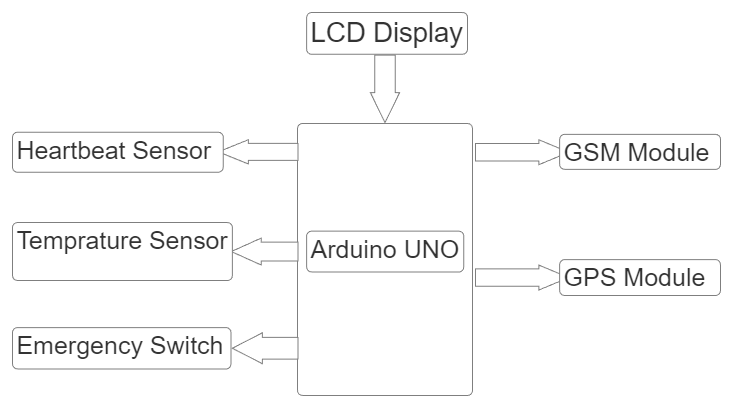 LCD Display
Heartbeat Sensor
GSM Module
Temprature Sensor
Arduino UNO
GPS Module
Emergency Switch